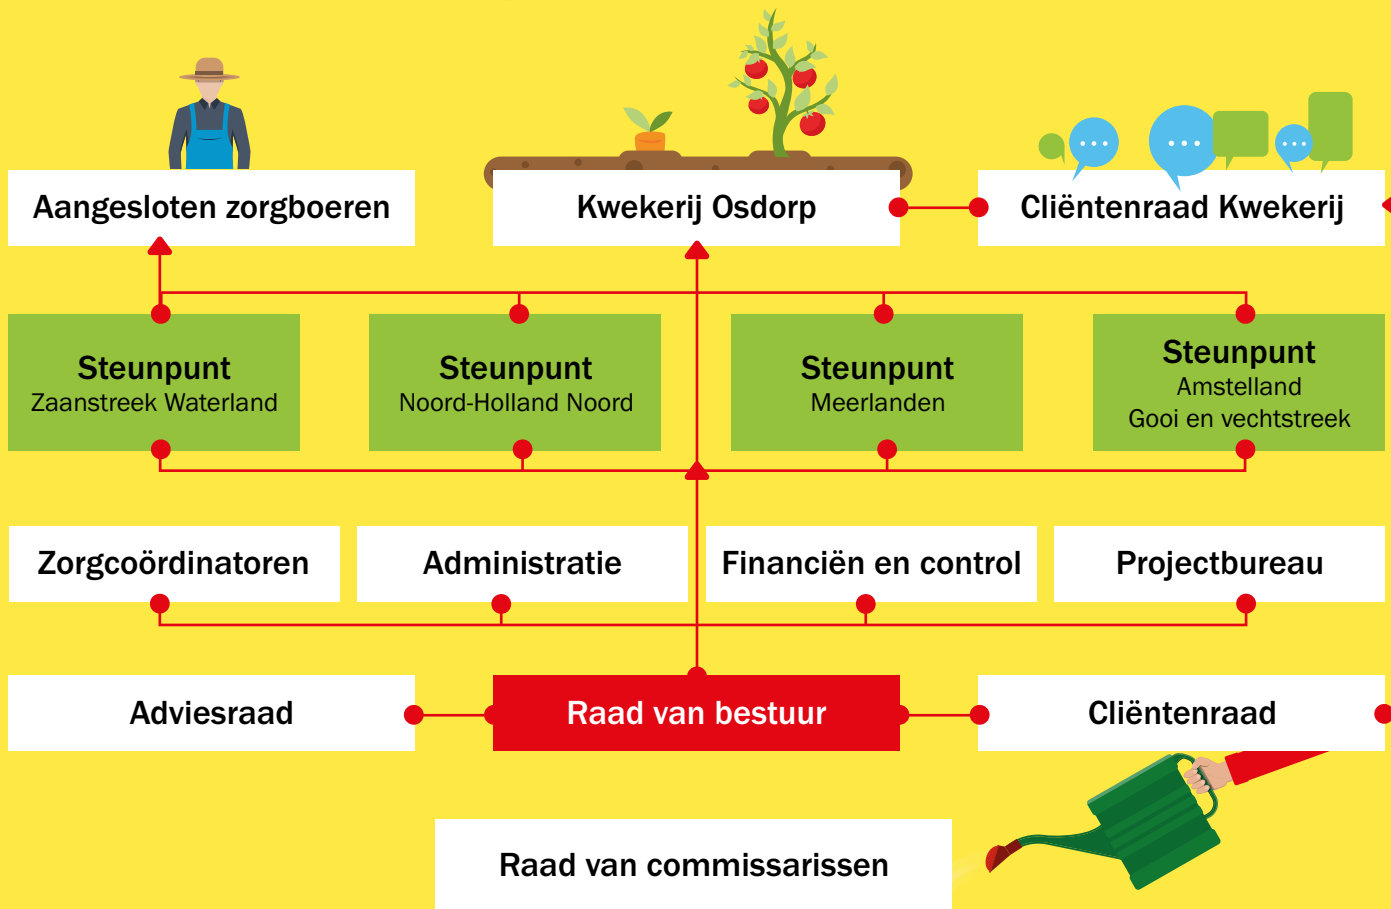 Aangesloten zorgboeren
Kwekerij Osdorp
Cliëntenraad Kwekerij
Steunpunt
Zaanstreek Waterland
Steunpunt
Noord-Holland Noord
Steunpunt
Meerlanden
Steunpunt
Amstelland
Gooi en vechtstreek
Zorgcoördinatoren
Administratie
Financiën en control
Projectbureau
Adviesraad
Raad van bestuur
Cliëntenraad
Raad van commissarissen